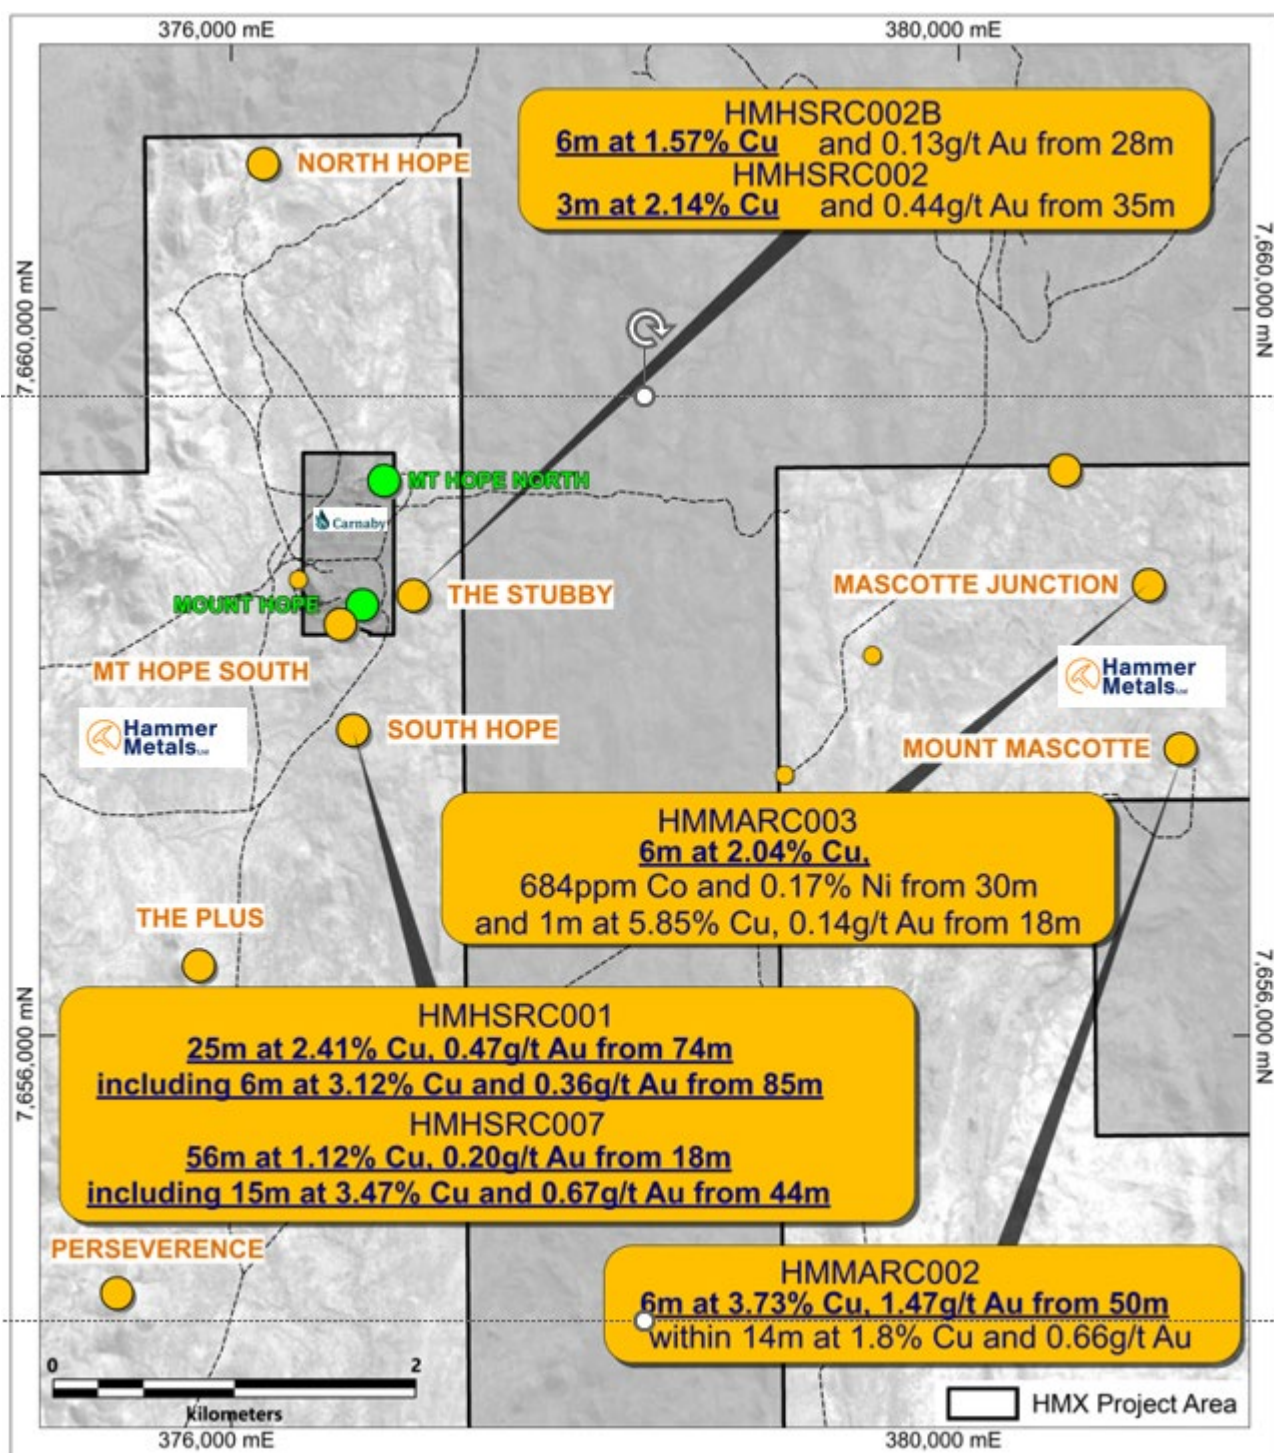 376,000 mE
380,000 mE
HMHSRC002B
6m at 1.57% Cu and 0.13g/t Au from 28m
HMHSRC002
3m at 2.14% Cu and 0.44g/t Au from 35m
NORTH HOPE
7,660,000 mN
7,660,000 mN
MT HOPE NORTH
Carnaby
MASCOTTE JUNCTION
THE STUBBY
MOUNT HOPE
MT HOPE SOUTH
Hammer
Metals Ltd
Hammer
Metals Ltd
SOUTH HOPE
MOUNT MASCOTTE
HMMARC003
6m at 2.04% Cu,
684ppm Co and 0.17% Ni from 30m
and 1m at 5.85% Cu, 0.14g/t Au from 18m
THE PLUS
7,656,000 mN
7,656,000 mN
HMHSRC001
25m at 2.41% Cu, 0.47g/t Au from 74m
including 6m at 3.12% Cu and 0.36g/t Au from 85m
HMHSRC007
56m at 1.12% Cu, 0.20g/t Au from 18m
including 15m at 3.47% Cu and 0.67g/t Au from 44m
PERSEVERENCE
HMMARC002
6m at 3.73% Cu, 1.47g/t Au from 50m
within 14m at 1.8% Cu and 0.66g/t Au
0 2
kilometers
HMX Project Area
376,000 mE
380,000 mE